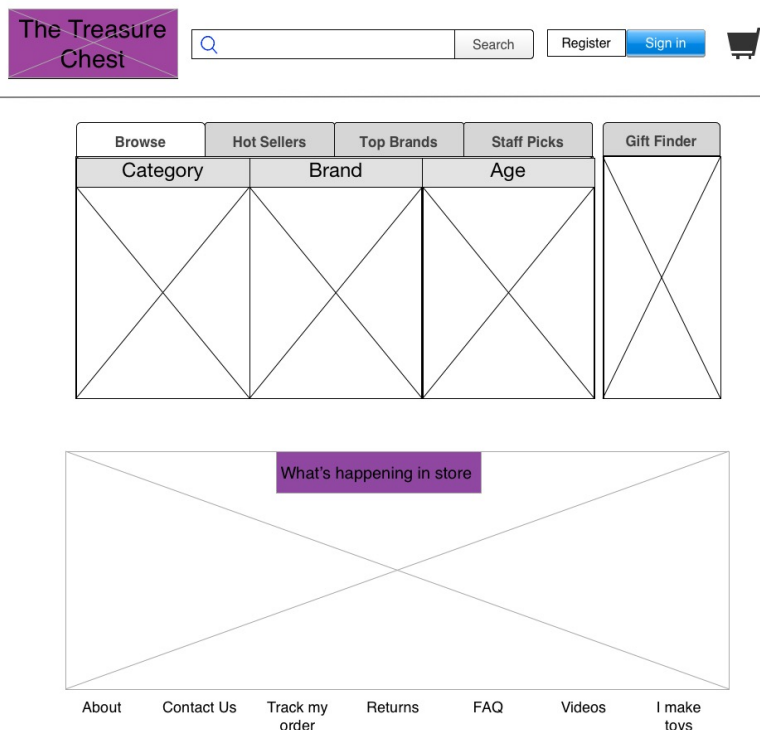 The Treasure
Chest
Search
Register
Sign in
Browse
Hot Sellers
Top Brands
Staff Picks
Gift Finder
Category
Brand
Age
What's happening in store
About
Contact Us
Track my
order
Returns
FAQ
Videos
I make
toys